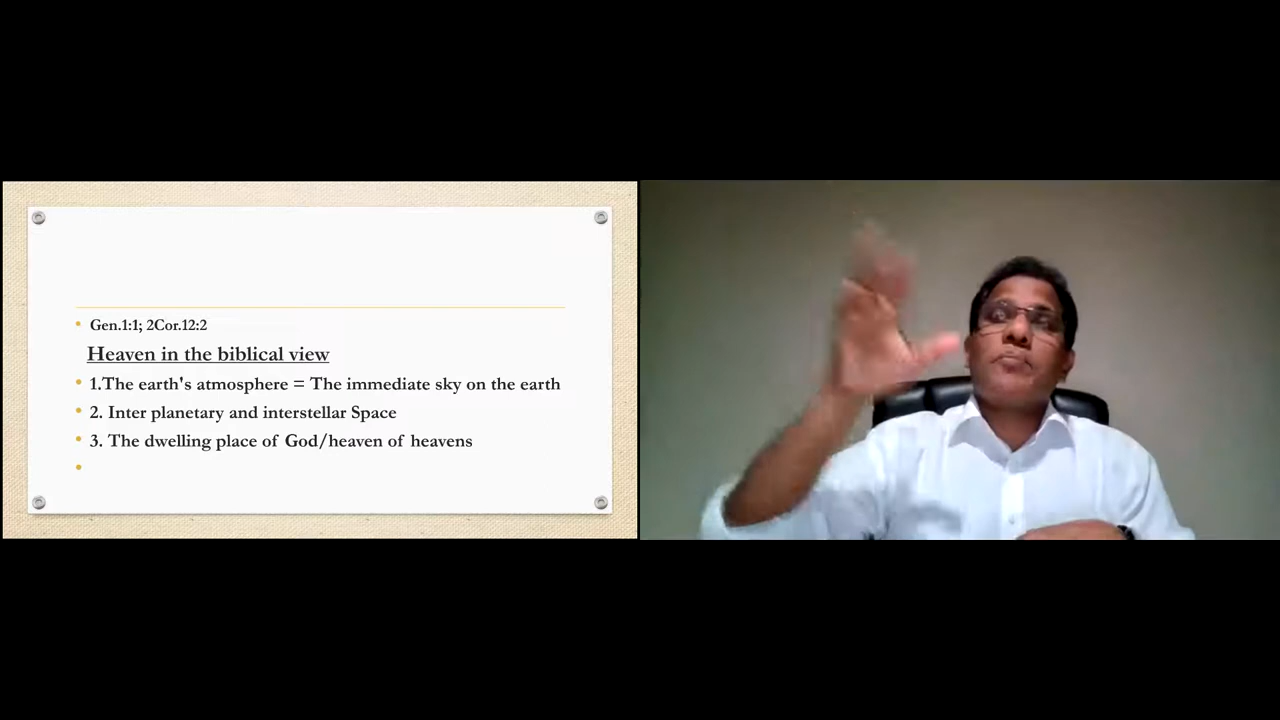 Gen.1:1; 2Cor.12:2
Heaven in the biblical view
1.The earth's atmosphere = The immediate sky on the earth
2. Inter planetary and interstellar Space
3. The dwelling place of God/heaven of heavens